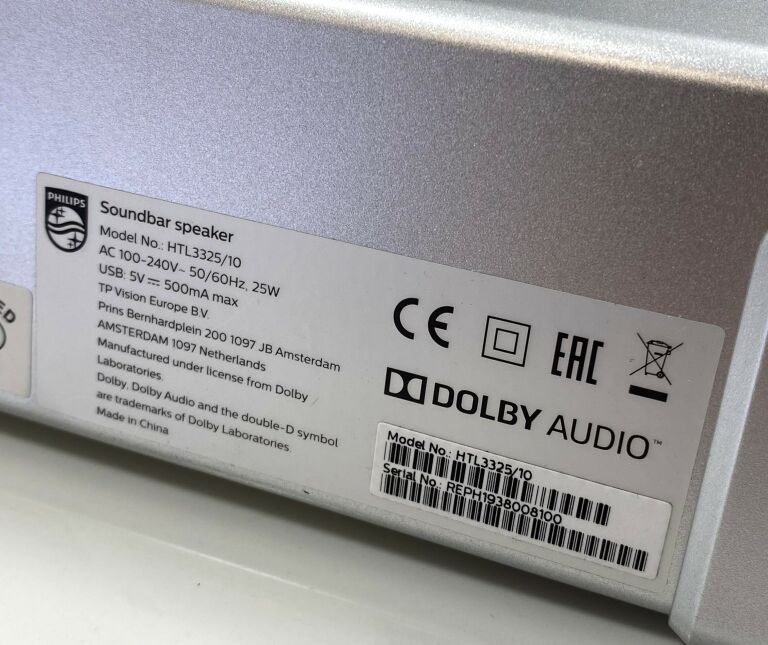 PHILIPS
Soundbar speaker
Model No.: HTL3325/10
AC 100-240V~ 50/60Hz, 25W
USB: 5V ⎓ 500mA max
TP Vision Europe B.V.
Prins Bernhardplein 200 1097 JB Amsterdam
AMSTERDAM 1097 Netherlands
Manufactured under license from Dolby
Laboratories.
Dolby, Dolby Audio and the double-D symbol
are trademarks of Dolby Laboratories.
Made in China
CE
EAC
DOLBY AUDIO™
Model No.: HTL3325/10
Serial No.: REPH1938008100